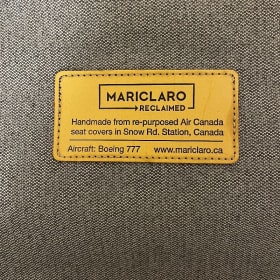 MARICLARO
RECLAIMED
Handmade from re-purposed Air Canada
seat covers in Snow Rd. Station, Canada
Aircraft: Boeing 777 www.mariclaro.ca